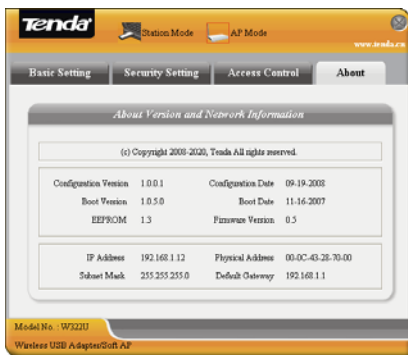 Tenda
Station Mode AP Mode
www.tenda.cn
Basic Setting Security Setting Access Control About
About Version and Network Information
(c) Copyright 2008-2020, Tenda All rights reserved.
Configuration Version 1.0.0.1 Configuration Date 09-19-2008
Boot Version 1.0.5.0 Boot Date 11-16-2007
EEPROM 1.3 Firmware Version 0.5
IP Address 192.168.1.12 Physical Address 00-0C-43-28-70-00
Subnet Mask 255.255.255.0 Default Gateway 192.168.1.1
Model No. : W322U
Wireless USB Adapter/Soft AP